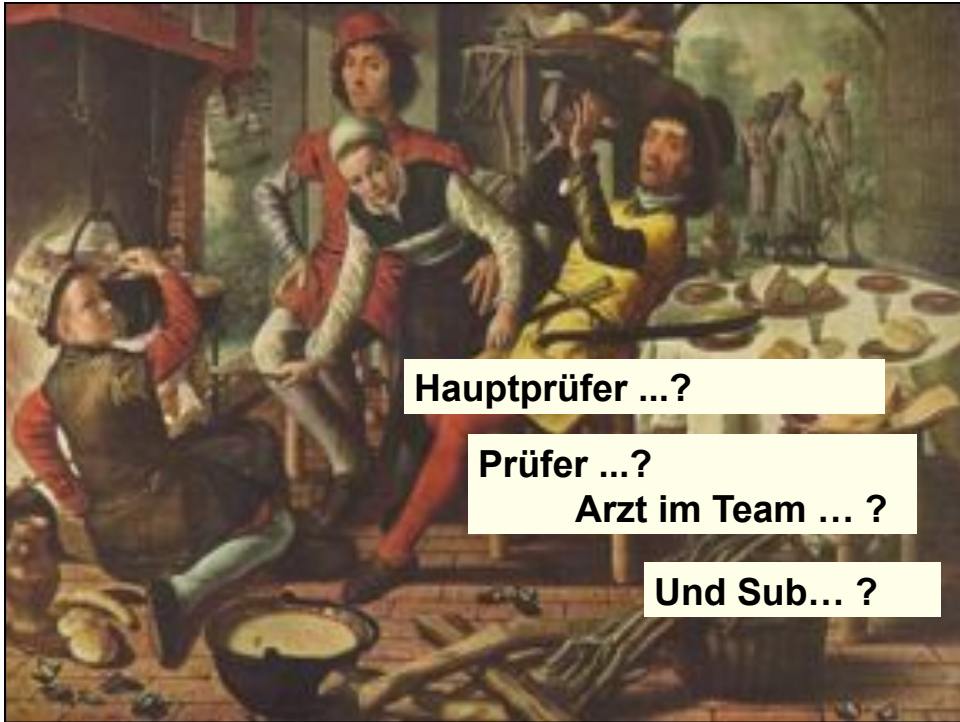 Hauptprüfer ...?
Prüfer ...?
Arzt im Team … ?
Und Sub… ?